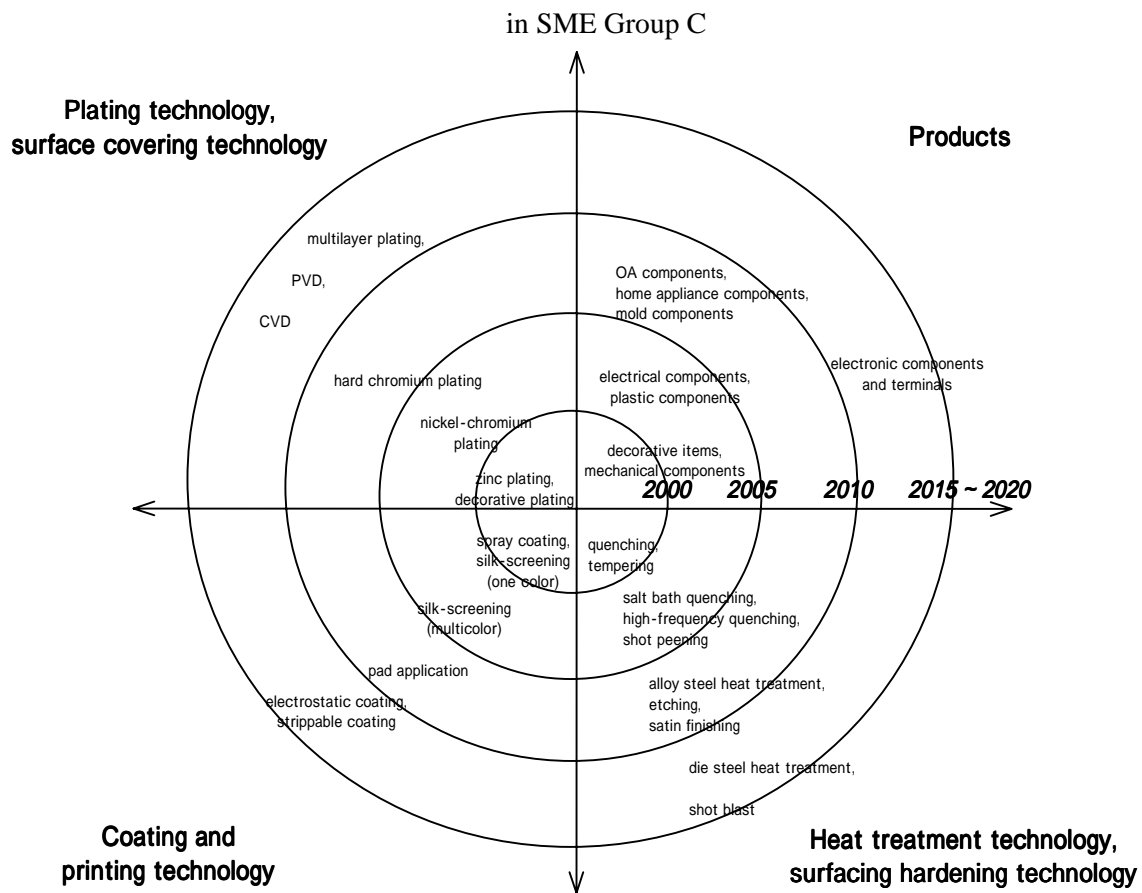 in SME Group C
Plating technology,
surface covering technology
Products
multilayer plating,
PVD,
CVD
OA components,
home appliance components,
mold components
electronic components
and terminals
hard chromium plating
electrical components,
plastic components
nickel-chromium
plating
decorative items,
mechanical components
zinc plating,
decorative plating
2000
2005
2010
2015 ~ 2020
spray coating,
silk-screening
(one color)
quenching,
tempering
silk-screening
(multicolor)
salt bath quenching,
high-frequency quenching,
shot peening
pad application
electrostatic coating,
strippable coating
alloy steel heat treatment,
etching,
satin finishing
die steel heat treatment,
shot blast
Coating and
printing technology
Heat treatment technology,
surfacing hardening technology